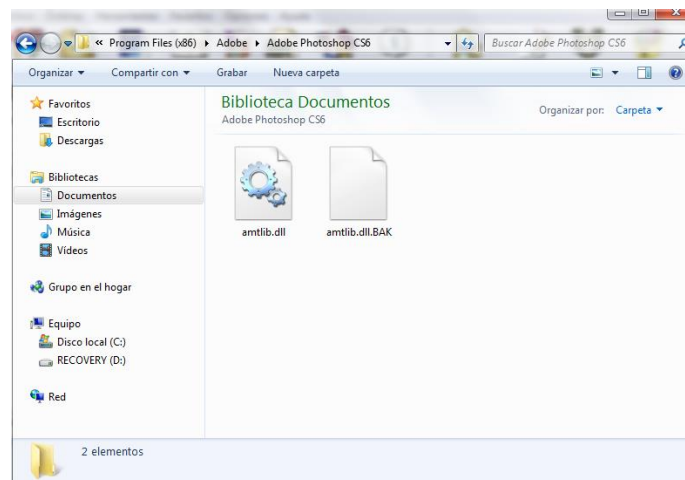 « Program Files (x86) ▸ Adobe ▸ Adobe Photoshop CS6
Buscar Adobe Photoshop CS6
Organizar Compartir con Grabar Nueva carpeta
Favoritos
Escritorio
Descargas
Bibliotecas
Documentos
Imágenes
Música
Vídeos
Grupo en el hogar
Equipo
Disco local (C:)
RECOVERY (D:)
Red
Biblioteca Documentos
Adobe Photoshop CS6
Organizar por: Carpeta
amtlib.dll
amtlib.dll.BAK
2 elementos